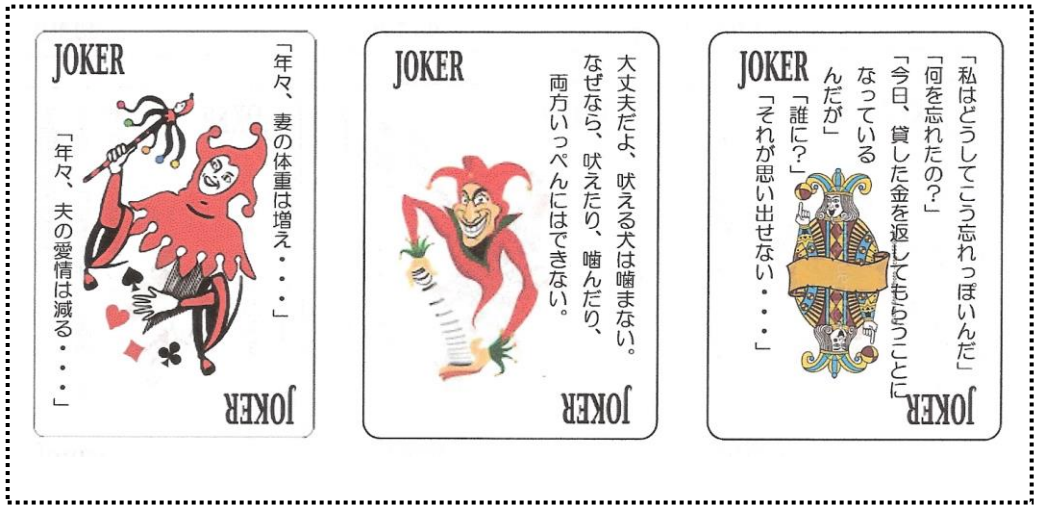 JOKER
「年々、妻の体重は増え・・・」
「年々、夫の愛情は減る・・・・」
JOKER
JOKER
大丈夫だよ、吠える犬は噛まない。
なぜなら、吠えたり、噛んだり、
両方いっぺんにはできない。
JOKER
JOKER
「私はどうしてこう忘れっぽいんだ」
「何を忘れたの?」
「今日、貸した金を返してもらうことに
なっている
んだが」
「誰に?」
「それが思い出せない・・・・」
JOKER